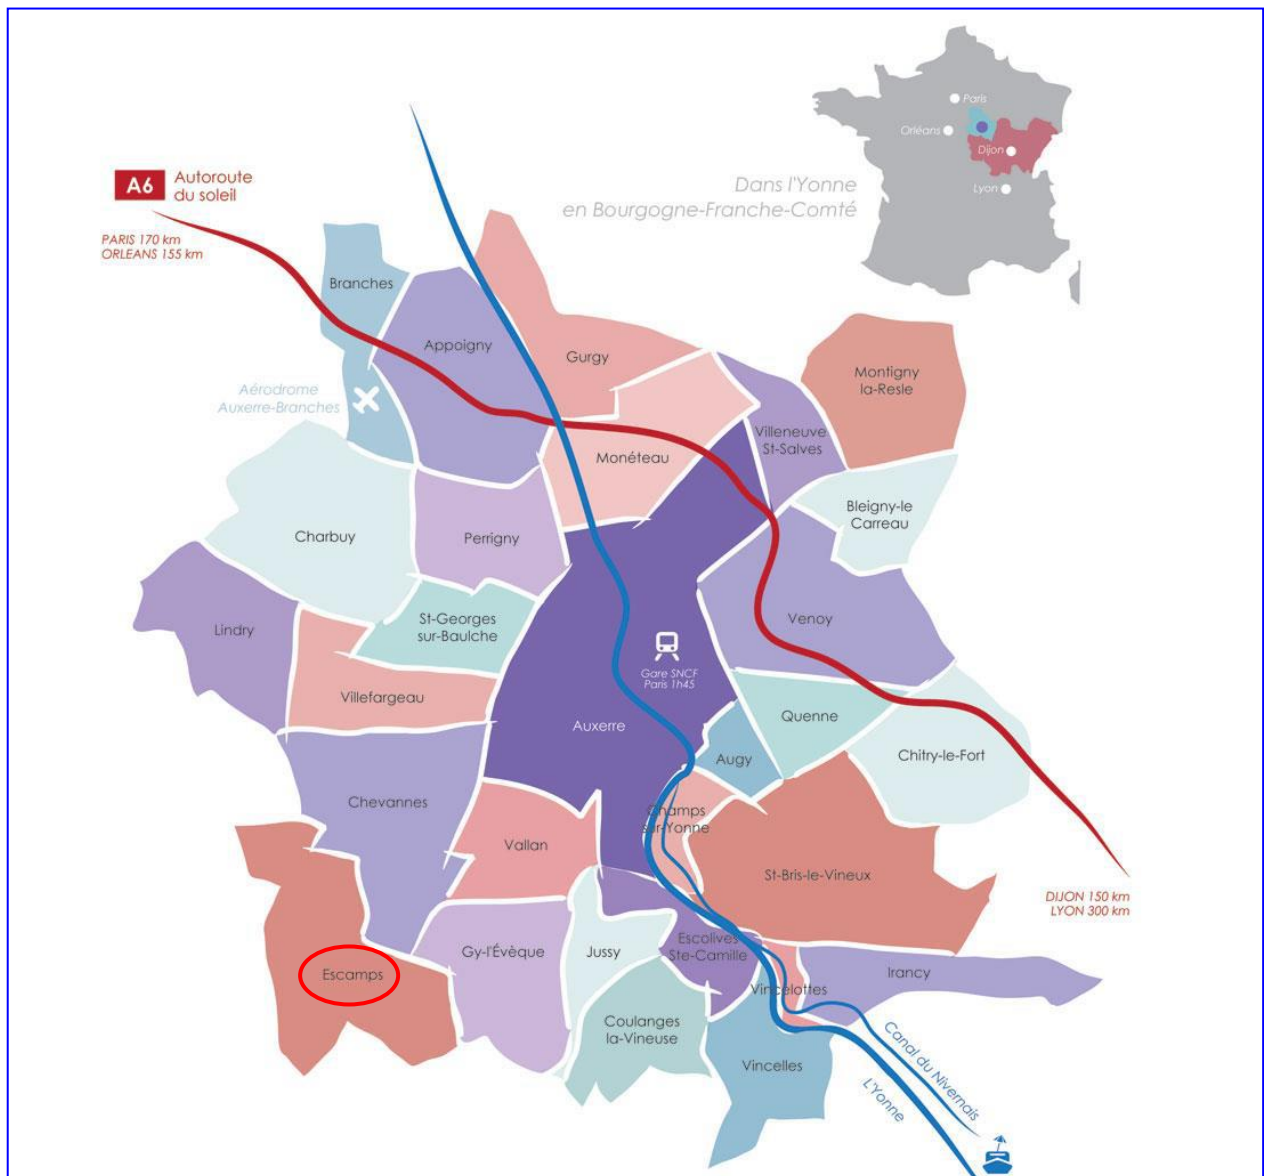 Paris
Orléans
Dijon
Lyon
Dans l'Yonne
en Bourgogne-Franche-Comté
A6
Autoroute
du soleil
PARIS 170 km
ORLEANS 155 km
Branches
Appoigny
Gurgy
Montigny
la-Resle
Aérodrome
Auxerre-Branches
Villeneuve
St-Salves
Monéteau
Bleigny-le
Carreau
Charbuy
Perrigny
St-Georges
sur-Baulche
Venoy
Lindry
Gare SNCF
Paris 1h45
Villefargeau
Auxerre
Quenne
Augy
Chitry-le-Fort
Chevannes
Champs
sur-Yonne
Vallan
St-Bris-le-Vineux
DIJON 150 km
LYON 300 km
Escamps
Gy-l'Évèque
Jussy
Escolives
Ste-Camille
Irancy
Vincelottes
Coulanges
la-Vineuse
Vincelles
Canal du Nivernais
L'Yonne